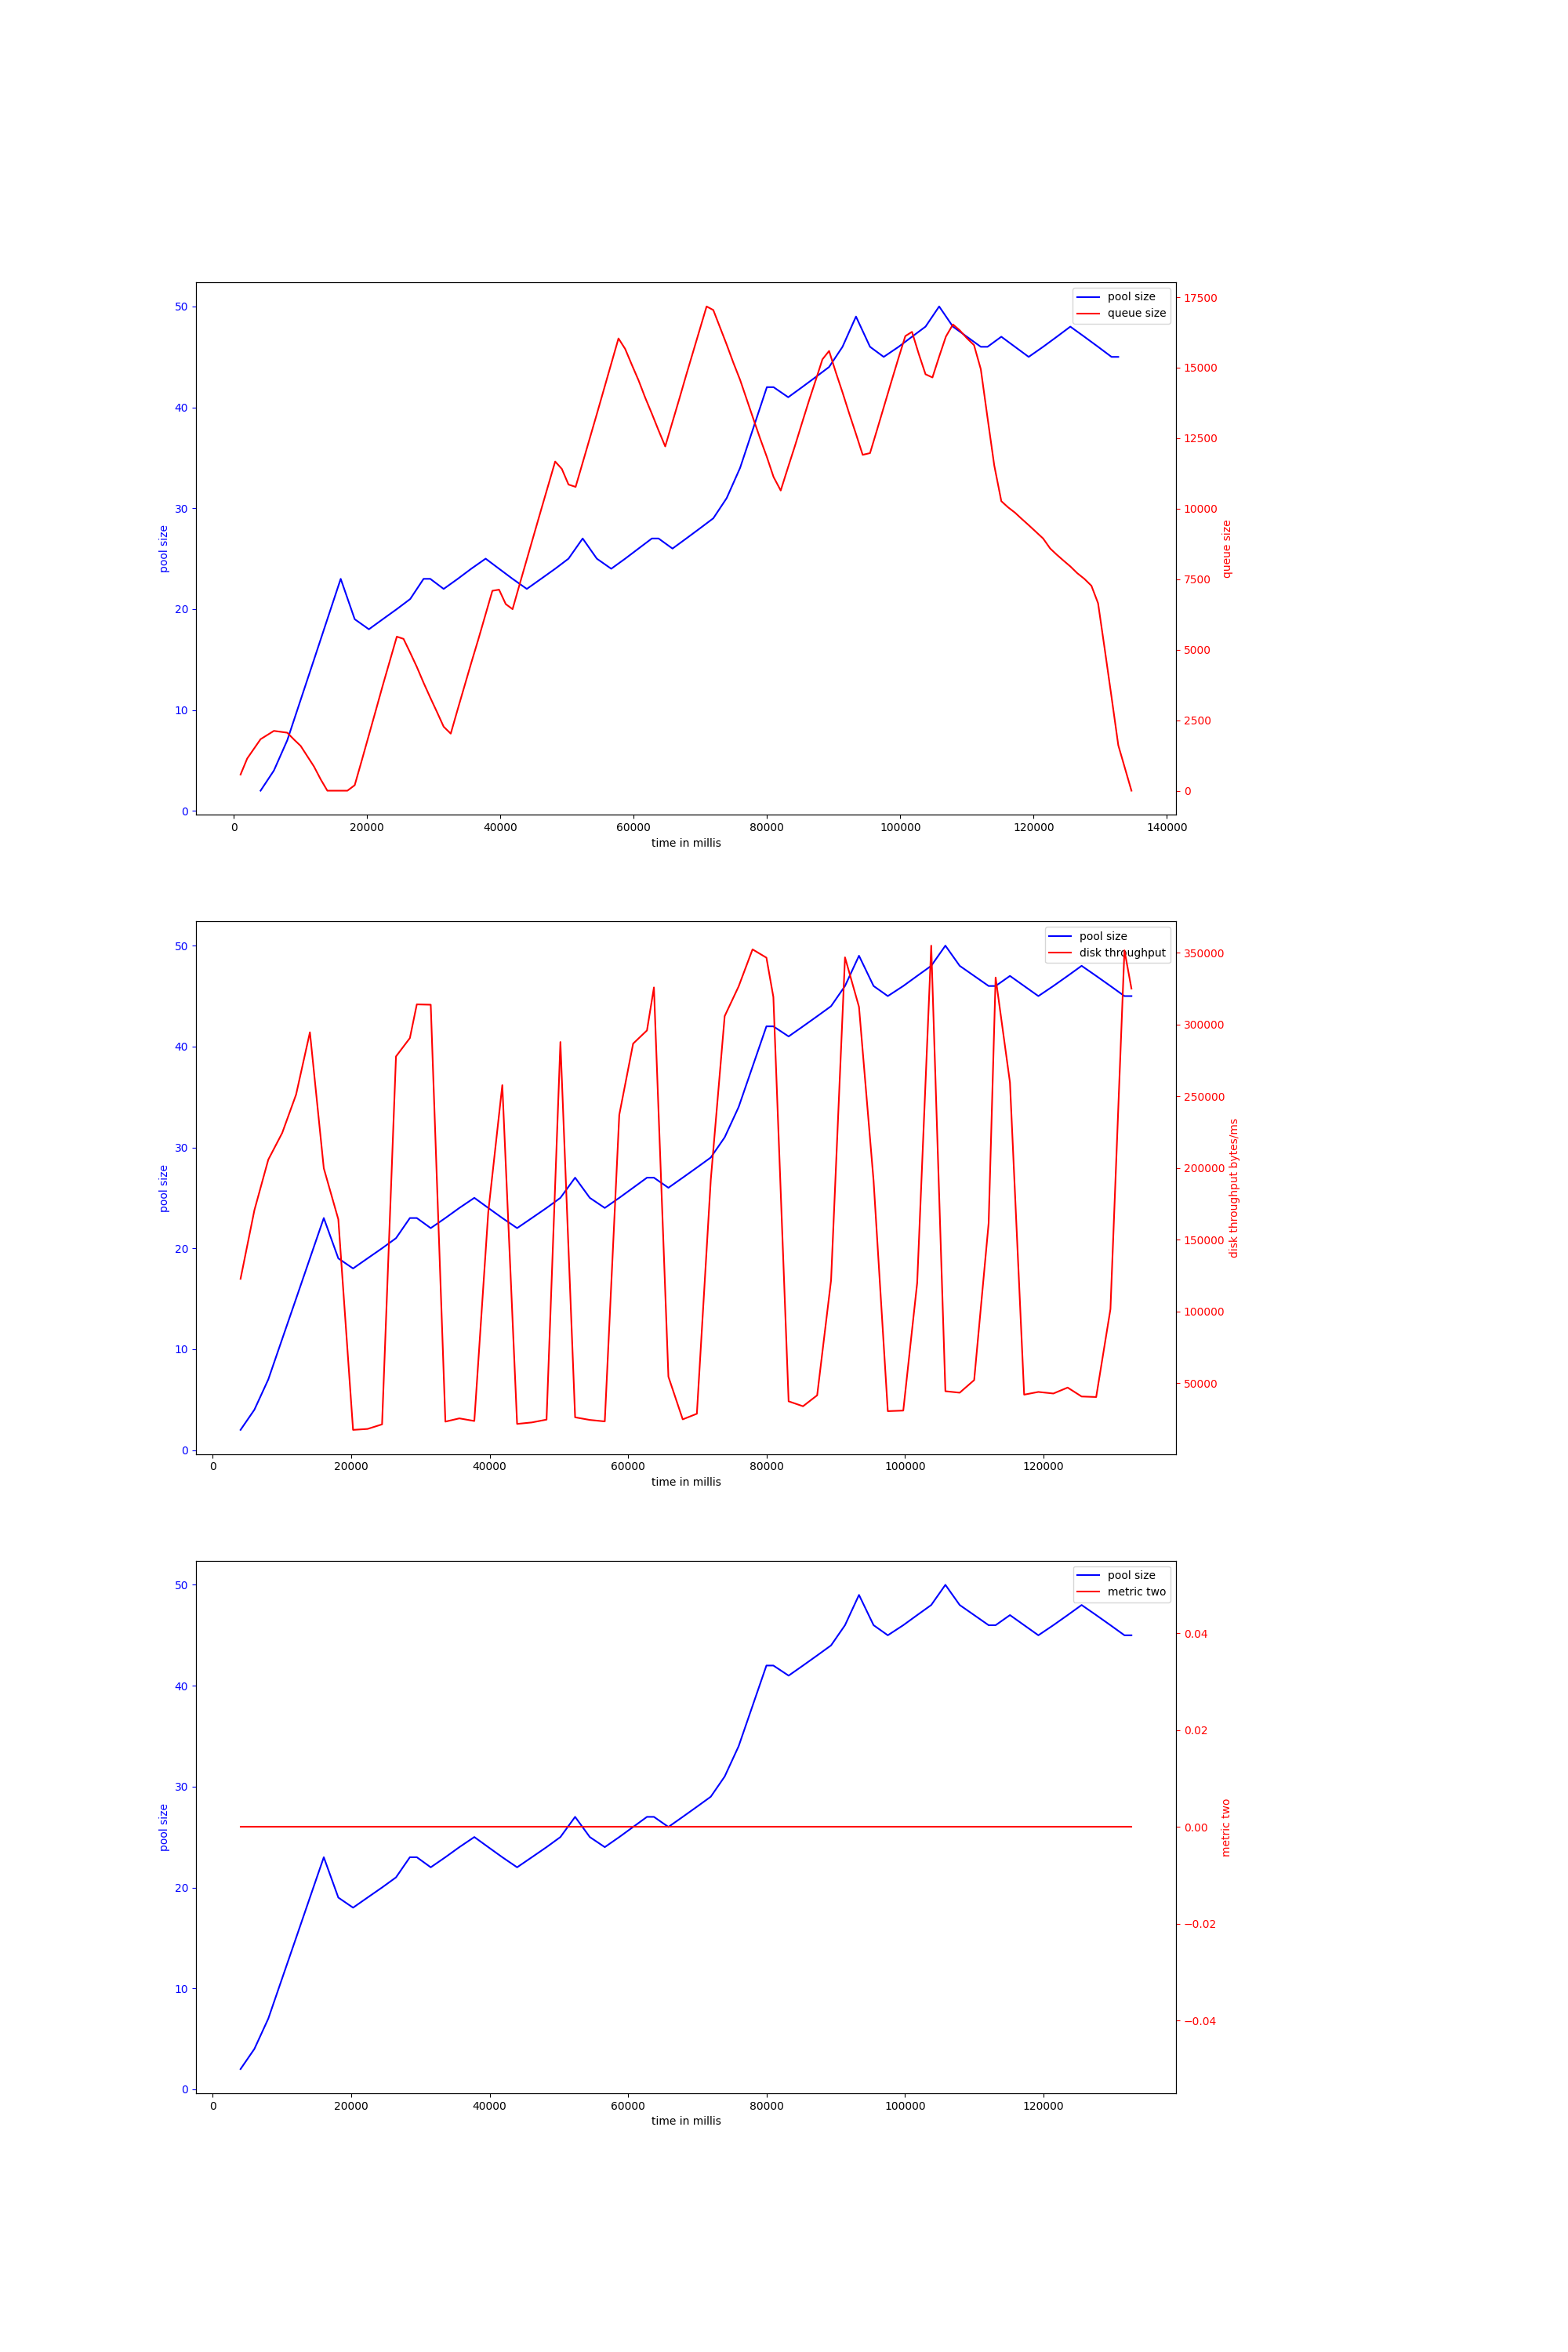 pool size
queue size
50
40
30
20
10
0
pool size
17500
15000
12500
10000
7500
5000
2500
0
queue size
0 20000 40000 60000 80000 100000 120000 140000
time in millis
pool size
disk throughput
50
40
30
20
10
0
pool size
350000
300000
250000
200000
150000
100000
50000
disk throughput bytes/ms
0 20000 40000 60000 80000 100000 120000
time in millis
pool size
metric two
50
40
30
20
10
0
pool size
0.04
0.02
0.00
−0.02
−0.04
metric two
0 20000 40000 60000 80000 100000 120000
time in millis